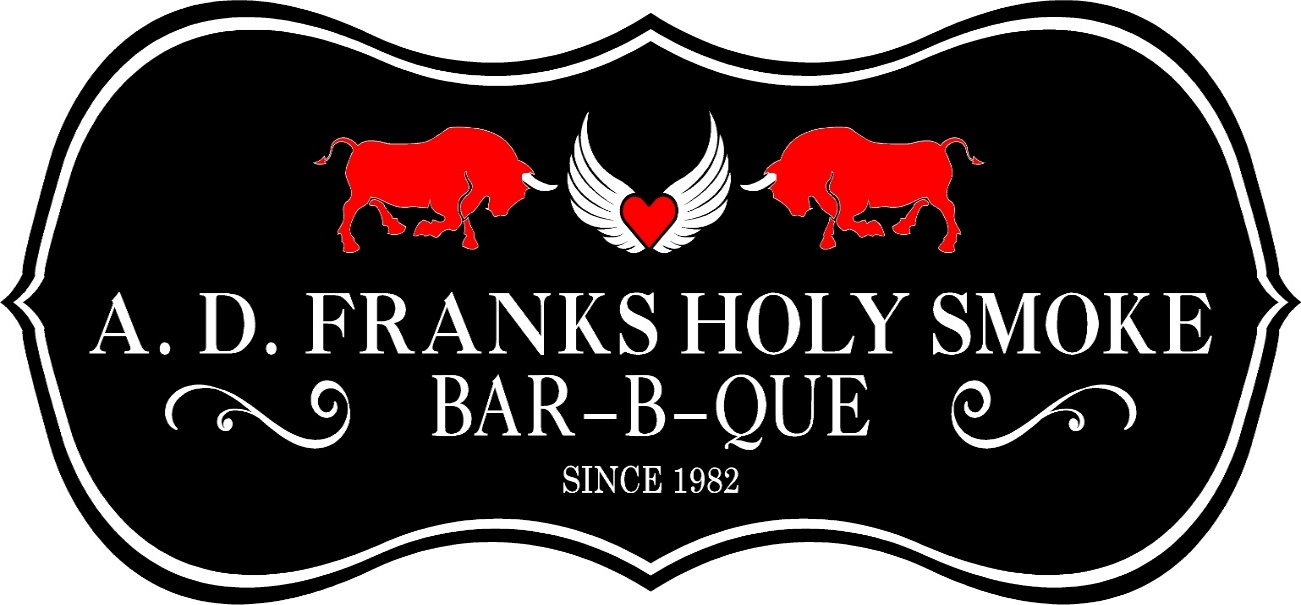 A. D. FRANKS HOLY SMOKE
BAR-B-QUE
SINCE 1982